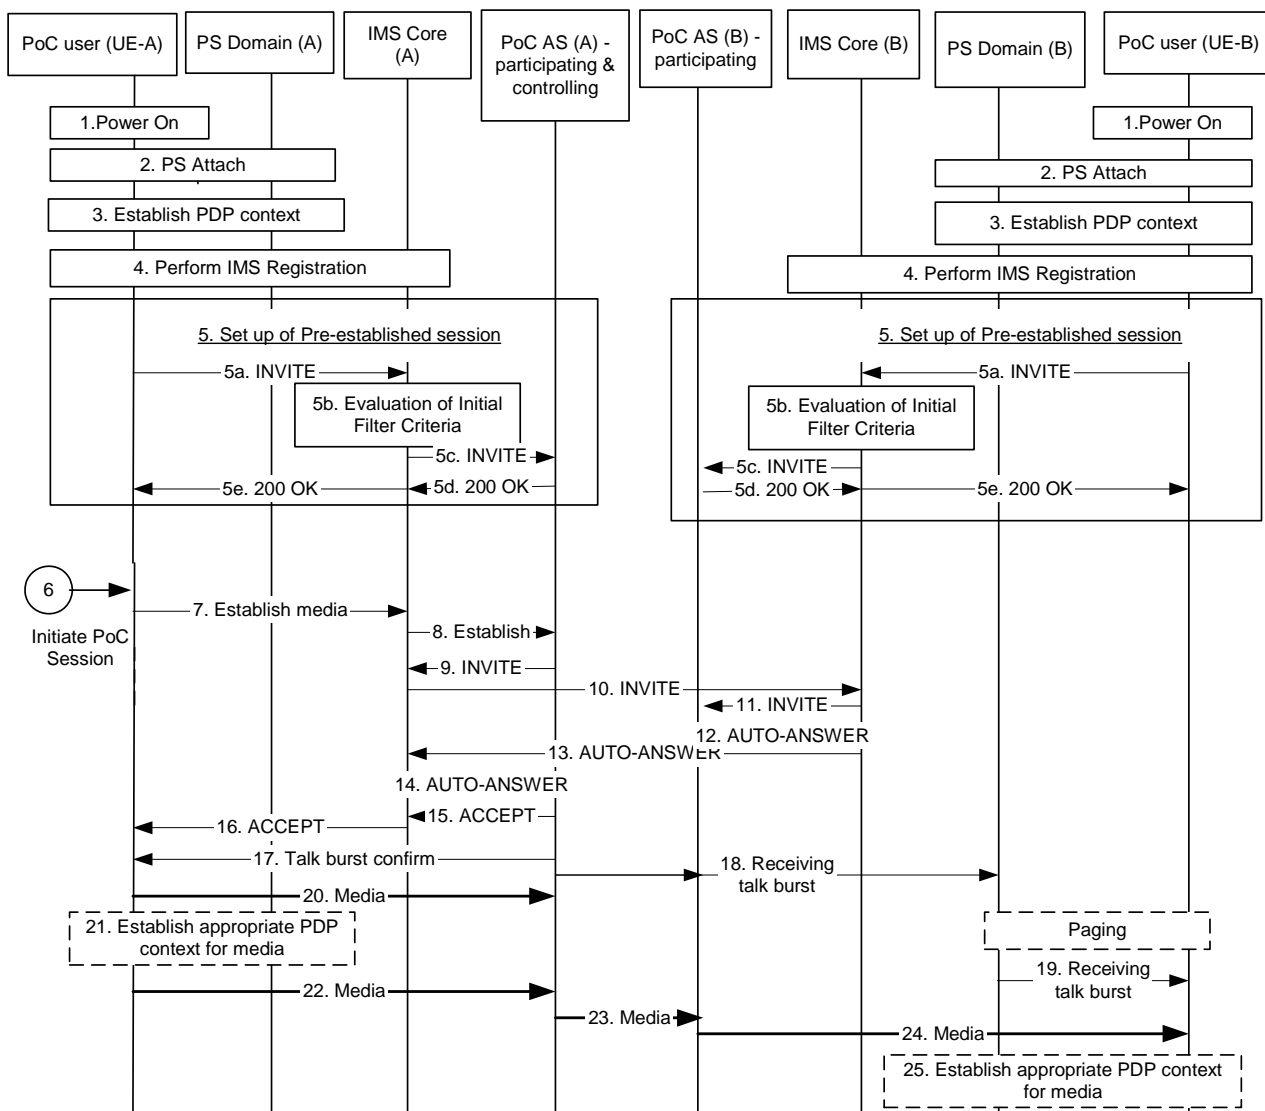 PoC user (UE-A)
PS Domain (A)
IMS Core
(A)
PoC AS (A) -
participating &
controlling
PoC AS (B) -
participating
IMS Core (B)
PS Domain (B)
PoC user (UE-B)
1.Power On
1.Power On
2. PS Attach
2. PS Attach
3. Establish PDP context
3. Establish PDP context
4. Perform IMS Registration
4. Perform IMS Registration
5. Set up of Pre-established session
5. Set up of Pre-established session
5a. INVITE
5a. INVITE
5b. Evaluation of Initial
Filter Criteria
5b. Evaluation of Initial
Filter Criteria
5c. INVITE
5c. INVITE
5e. 200 OK
5d. 200 OK
5d. 200 OK
5e. 200 OK
6
Initiate PoC
Session
7. Establish media
8. Establish
9. INVITE
10. INVITE
11. INVITE
12. AUTO-ANSWER
13. AUTO-ANSWER
14. AUTO-ANSWER
15. ACCEPT
16. ACCEPT
17. Talk burst confirm
18. Receiving
talk burst
20. Media
21. Establish appropriate PDP
context for media
Paging
19. Receiving
talk burst
22. Media
23. Media
24. Media
25. Establish appropriate PDP context
for media